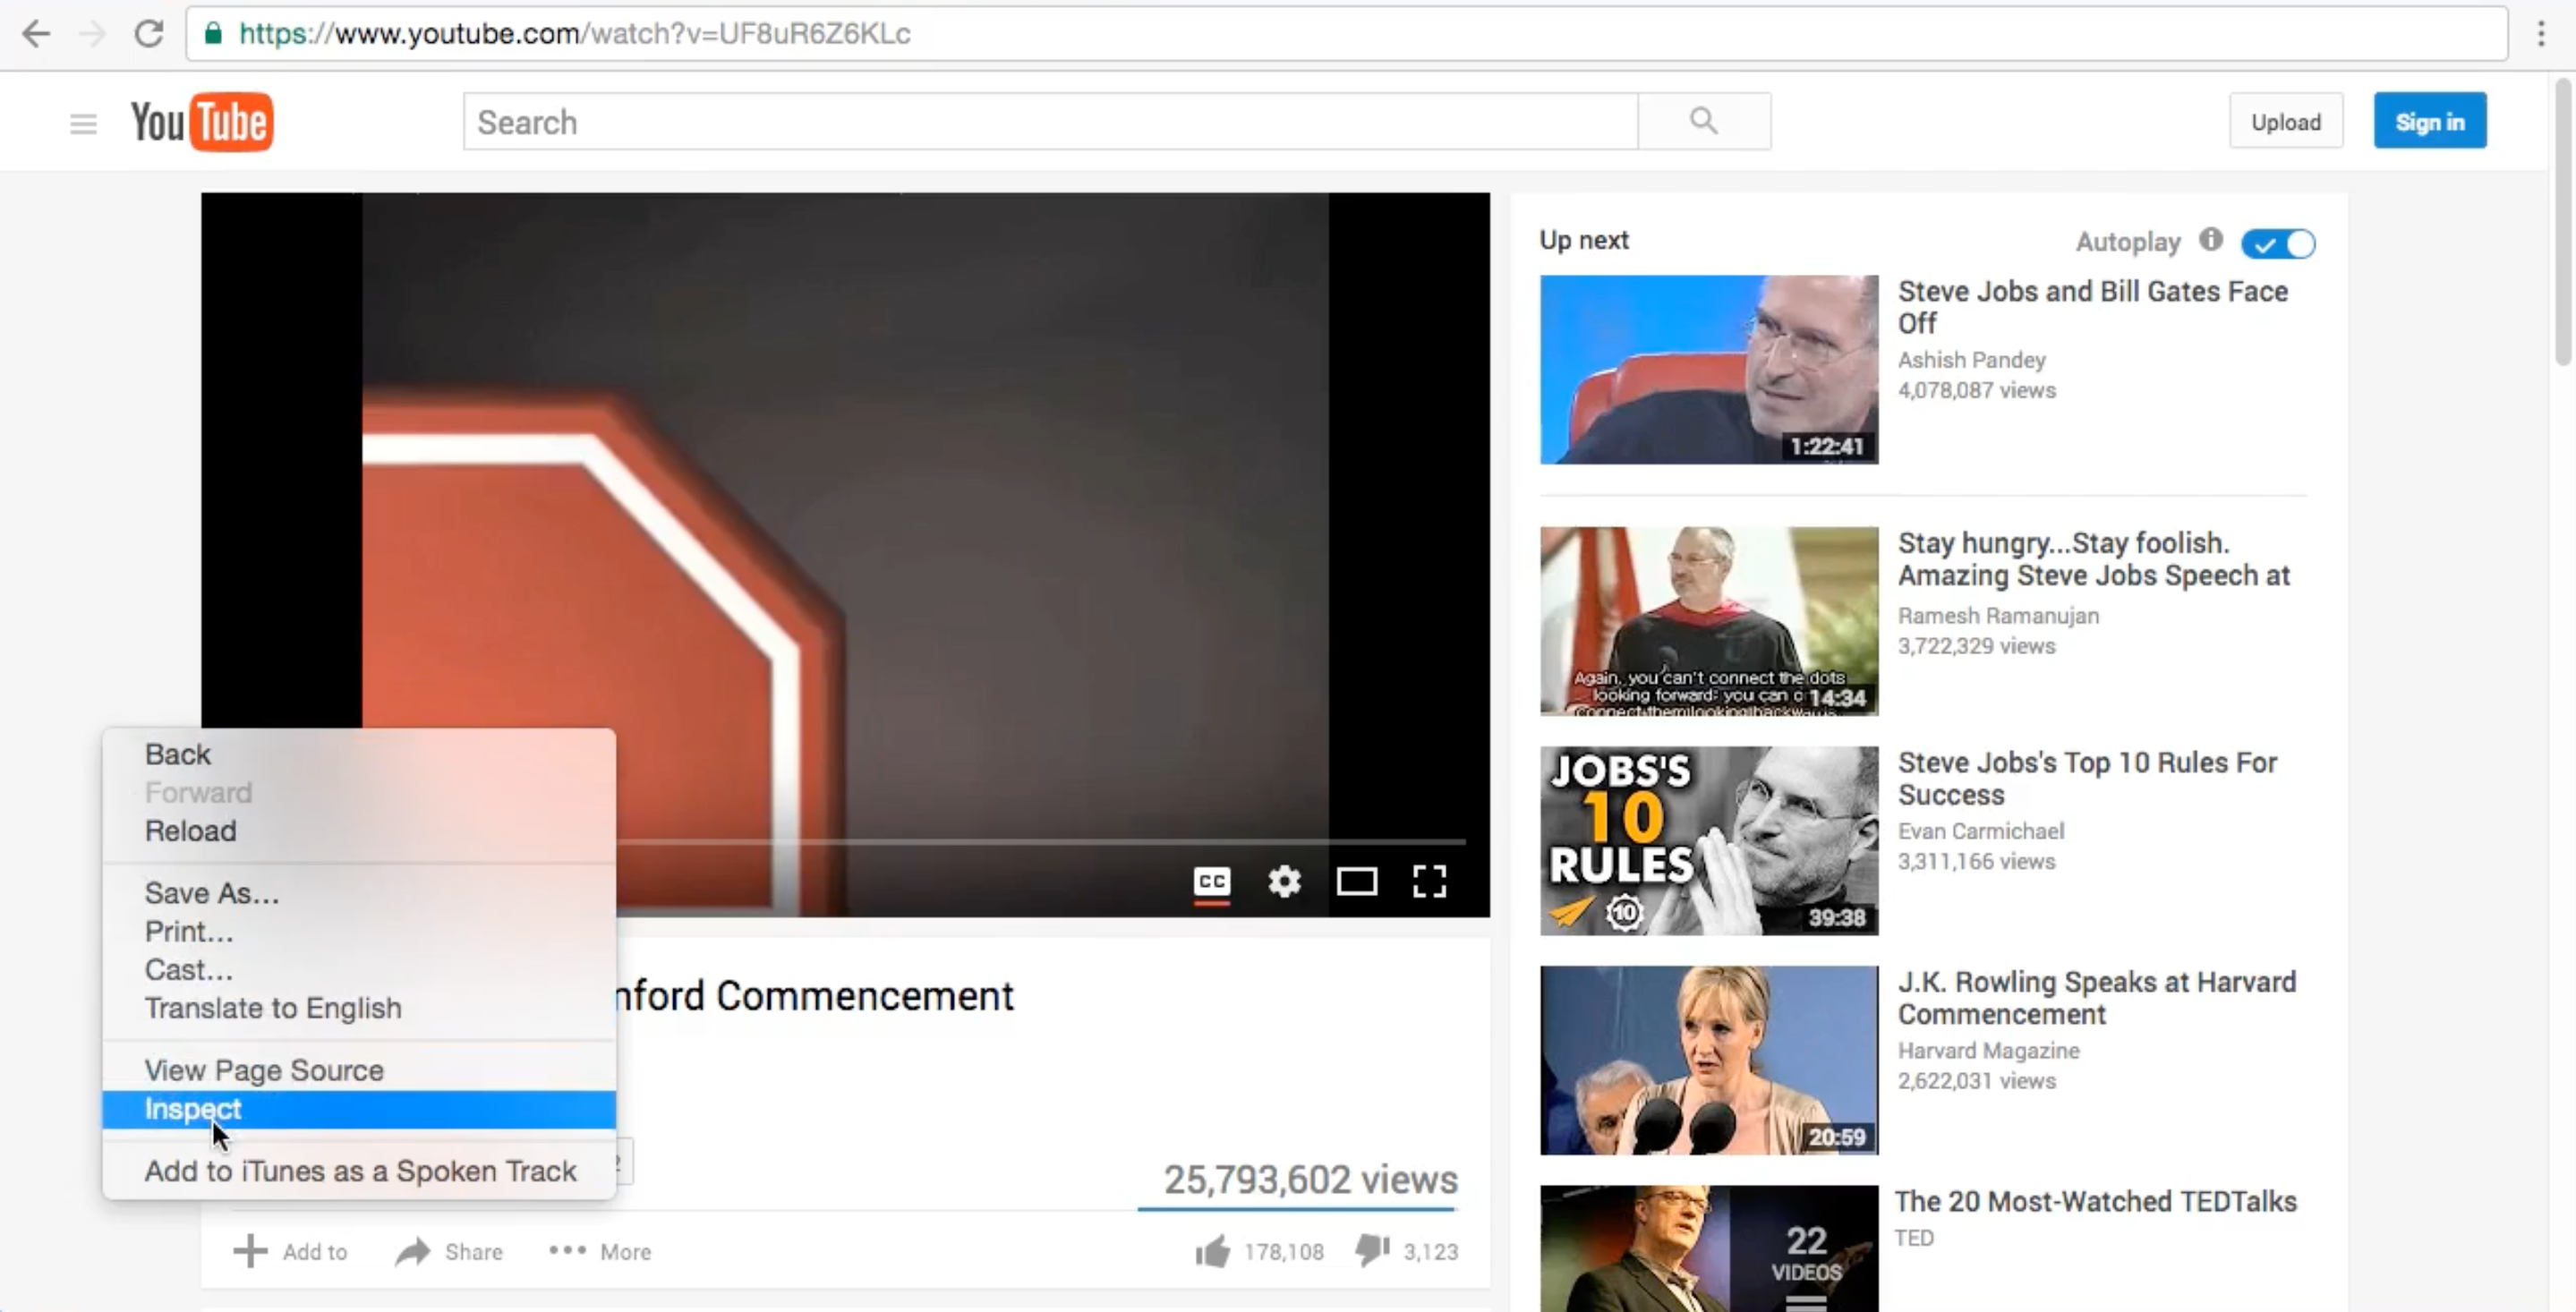 https://www.youtube.com/watch?v=UF8uR6Z6KLc
YouTube
Search
Upload
Sign in
Up next
Autoplay
Steve Jobs and Bill Gates Face
Off
Ashish Pandey
4,078,087 views
1:22:41
Stay hungry...Stay foolish.
Amazing Steve Jobs Speech at
Ramesh Ramanujan
3,722,329 views
Again, you can't connect the dots
looking forward; you can
14:34
JOBS'S
10
RULES
10
39:38
Steve Jobs's Top 10 Rules For
Success
Evan Carmichael
3,311,166 views
J.K. Rowling Speaks at Harvard
Commencement
Harvard Magazine
2,622,031 views
20:59
The 20 Most-Watched TEDTalks
TED
22
VIDEOS
CC
Back
Forward
Reload
Save As...
Print...
Cast...
Translate to English
View Page Source
Inspect
Add to iTunes as a Spoken Track
nford Commencement
25,793,602 views
Add to
Share
More
178,108
3,123